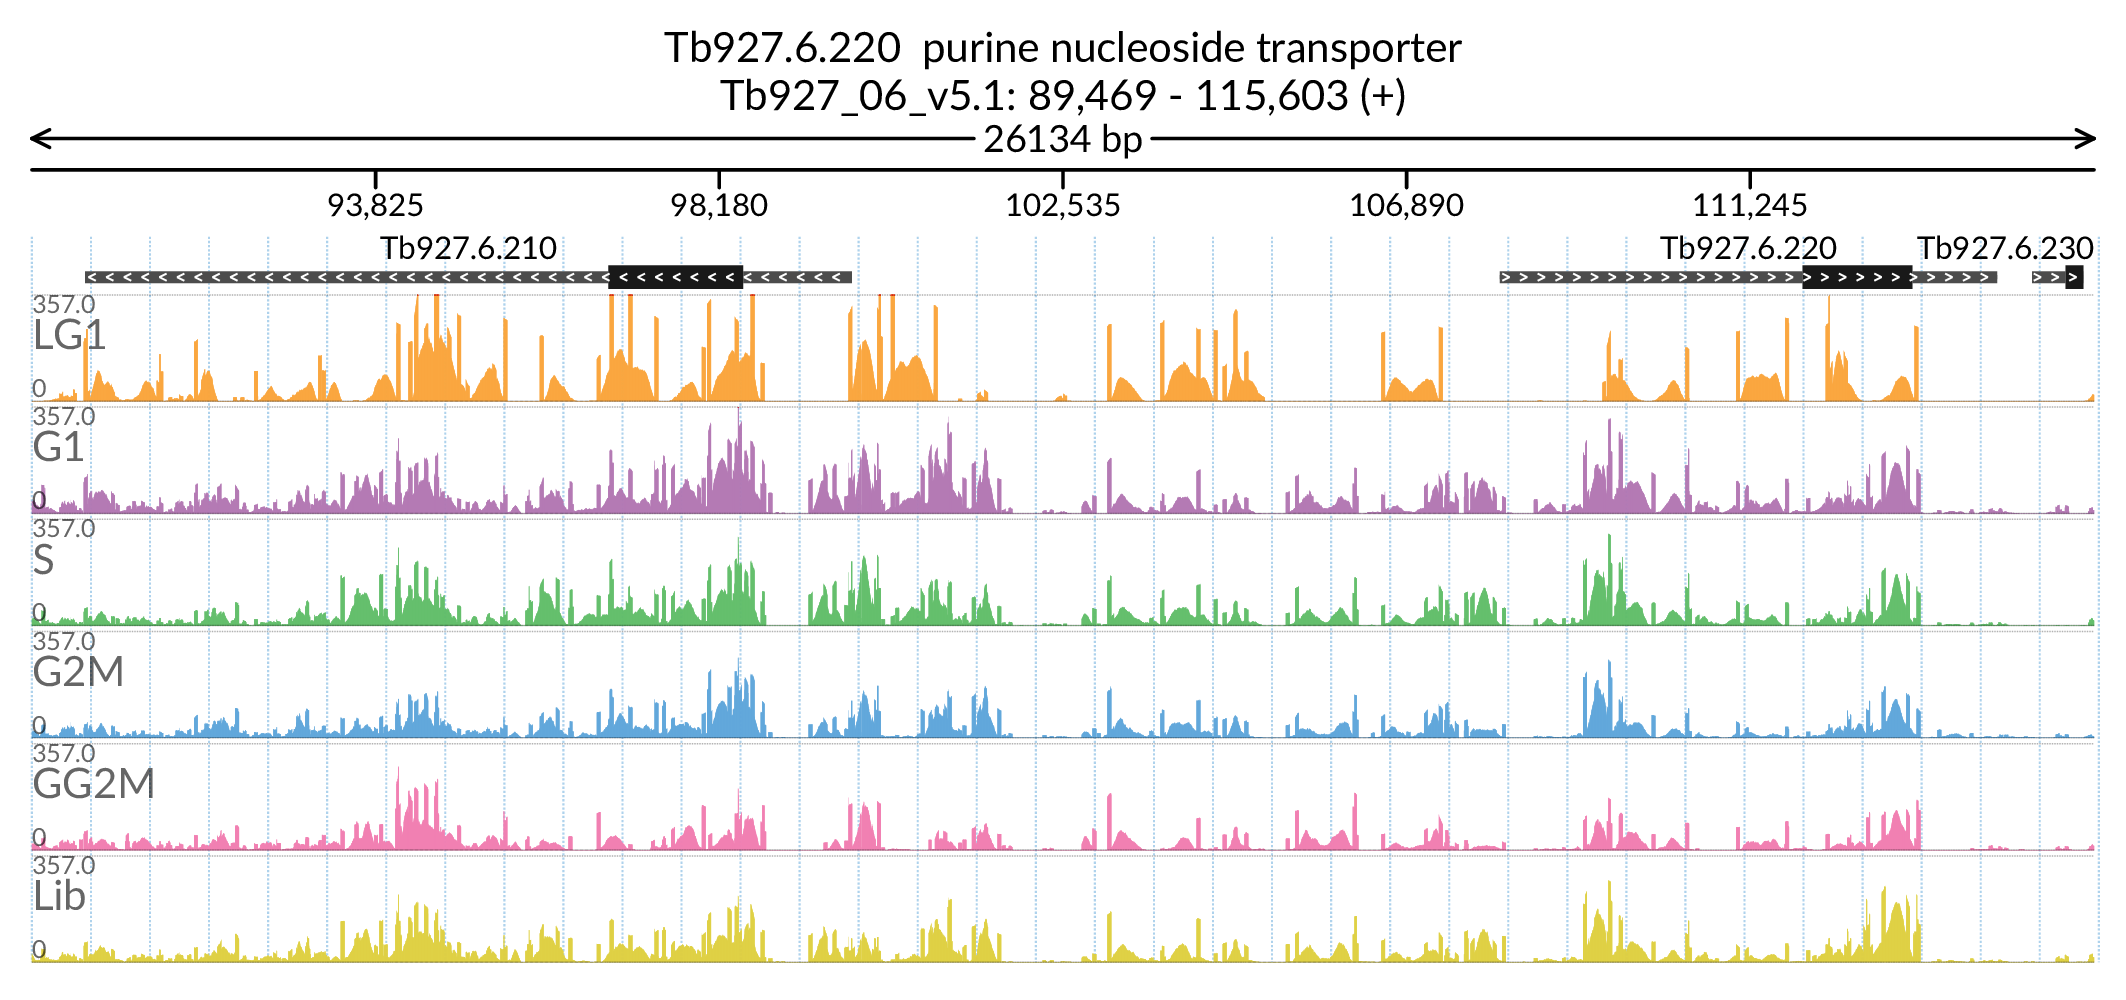 Tb927.6.220 purine nucleoside transporter
Tb927_06_v5.1: 89,469 - 115,603 (+)
26134 bp
93,825 98,180 102,535 106,890 111,245
Tb927.6.210 Tb927.6.220 Tb927.6.230
357.0
LG1
0
357.0
G1
0
357.0
S
0
357.0
G2M
0
357.0
GG2M
0
357.0
Lib
0